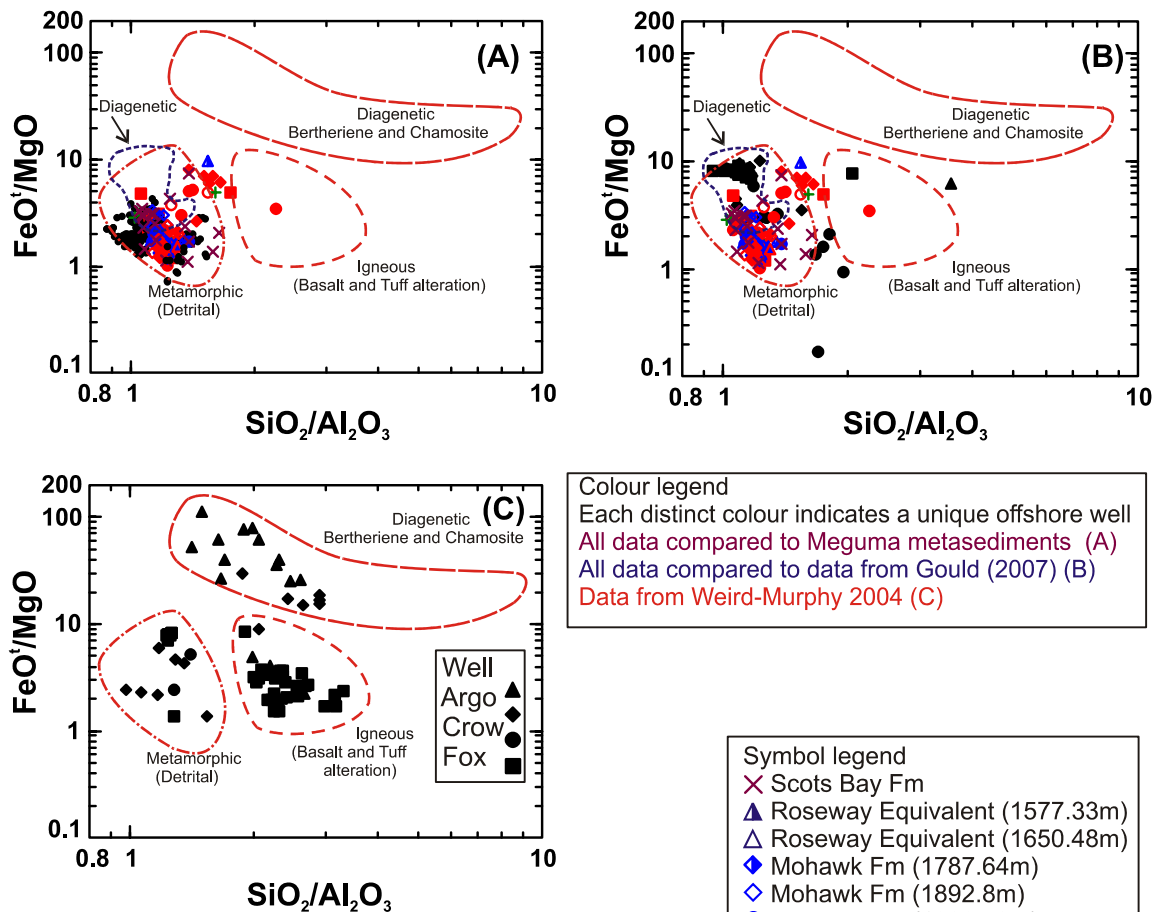 (A)
200
100
10
1
0.1
FeOᵗ/MgO
Diagenetic
Diagenetic
Bertheriene and Chamosite
Igneous
(Basalt and Tuff alteration)
Metamorphic
(Detrital)
0.8 1 10
SiO₂/Al₂O₃
(B)
200
100
10
1
0.1
FeOᵗ/MgO
Diagenetic
Diagenetic
Bertheriene and Chamosite
Igneous
(Basalt and Tuff alteration)
Metamorphic
(Detrital)
0.8 1 10
SiO₂/Al₂O₃
(C)
200
100
10
1
0.1
FeOᵗ/MgO
Diagenetic
Bertheriene and Chamosite
Well
Argo
Crow
Fox
Igneous
(Basalt and Tuff
alteration)
Metamorphic
(Detrital)
0.8 1 10
SiO₂/Al₂O₃
Colour legend
Each distinct colour indicates a unique offshore well
All data compared to Meguma metasediments (A)
All data compared to data from Gould (2007) (B)
Data from Weird-Murphy 2004 (C)
Symbol legend
Scots Bay Fm
Roseway Equivalent (1577.33m)
Roseway Equivalent (1650.48m)
Mohawk Fm (1787.64m)
Mohawk Fm (1892.8m)